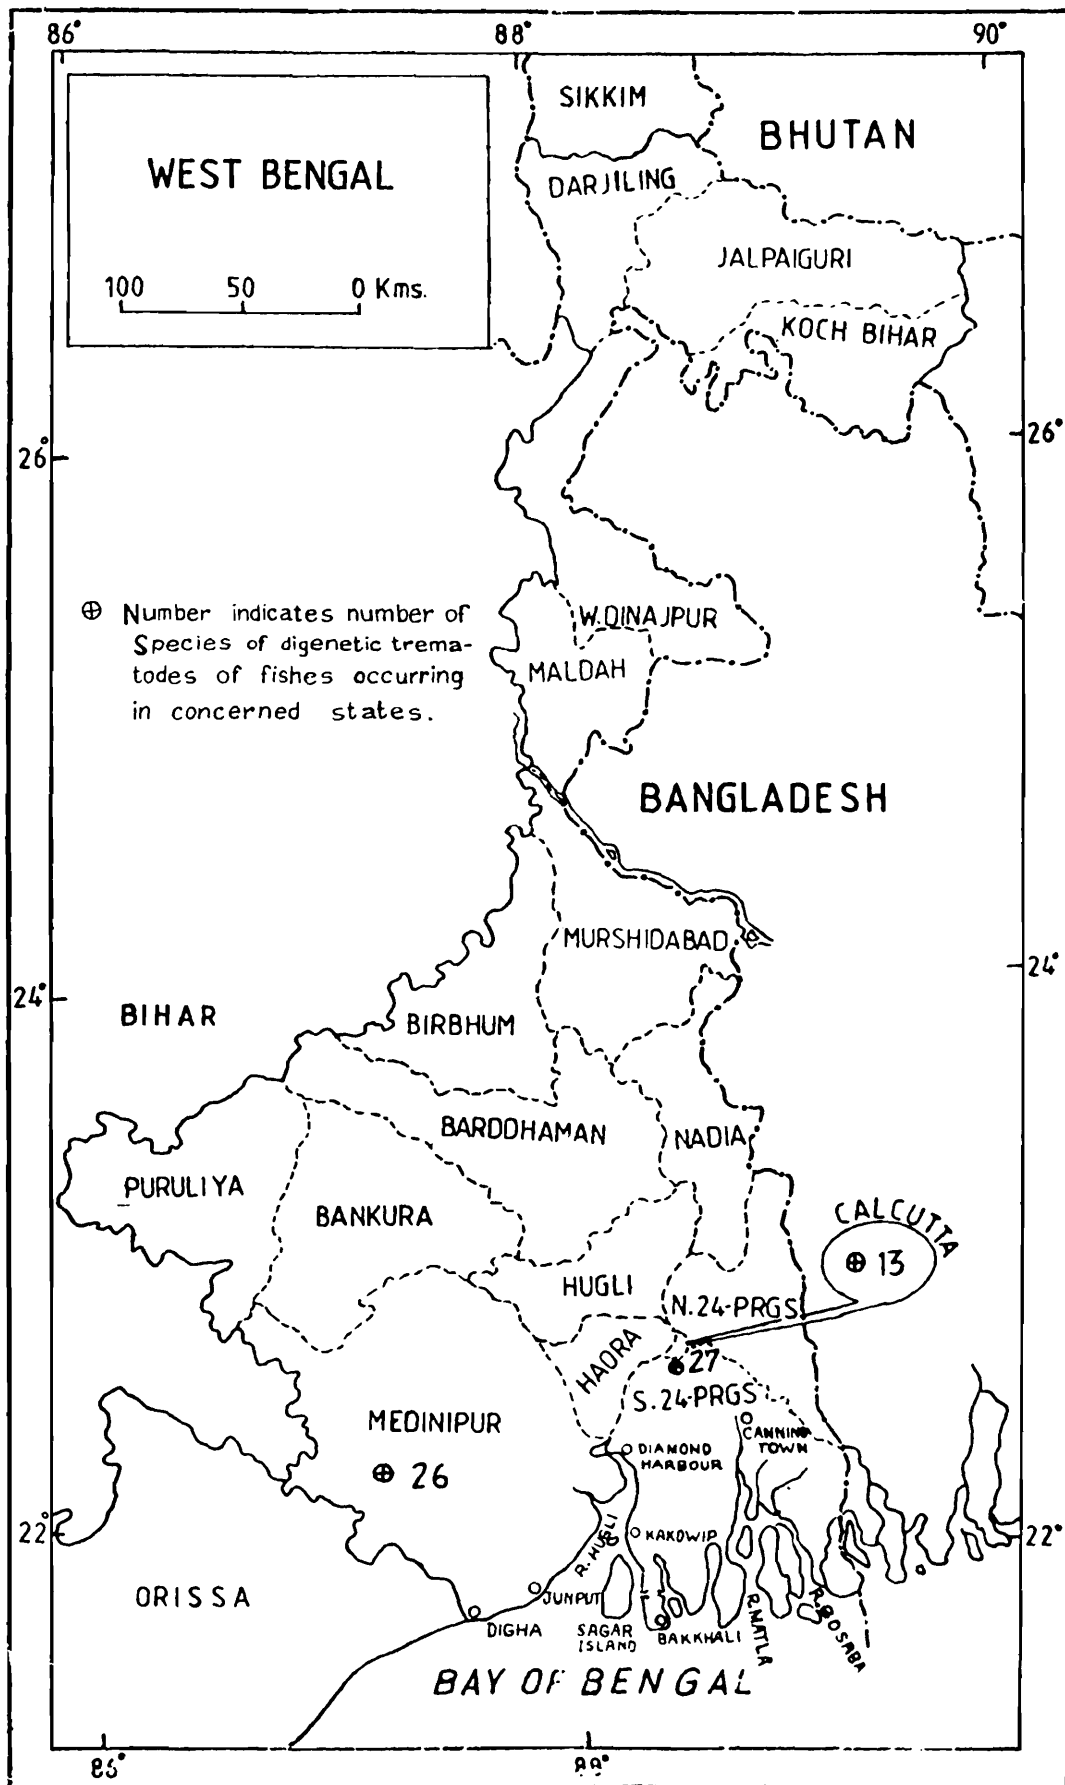 86° 88° 90°
SIKKIM
BHUTAN
WEST BENGAL
DARJILING
JALPAIGURI
100 50 0 Kms.
KOCH BIHAR
26° 26°
⊕ Number indicates number of
Species of digenetic trema-
todes of fishes occurring
in concerned states.
W.DINAJPUR
MALDAH
BANGLADESH
MURSHIDABAD
24° 24°
BIHAR
BIRBHUM
BARDDHAMAN
NADIA
PURULIYA
BANKURA
CALCUTTA
⊕ 13
HUGLI
N.24-PRGS
HAORA
27
S.24-PRGS
MEDINIPUR
CANNING
TOWN
DIAMOND
HARBOUR
⊕ 26
22° 22°
R. HUGLI
KAKDWIP
ORISSA
JUNPUT
DIGHA
SAGAR
ISLAND
BAKKHALI
R.MATLA
R.GOSABA
BAY OF BENGAL